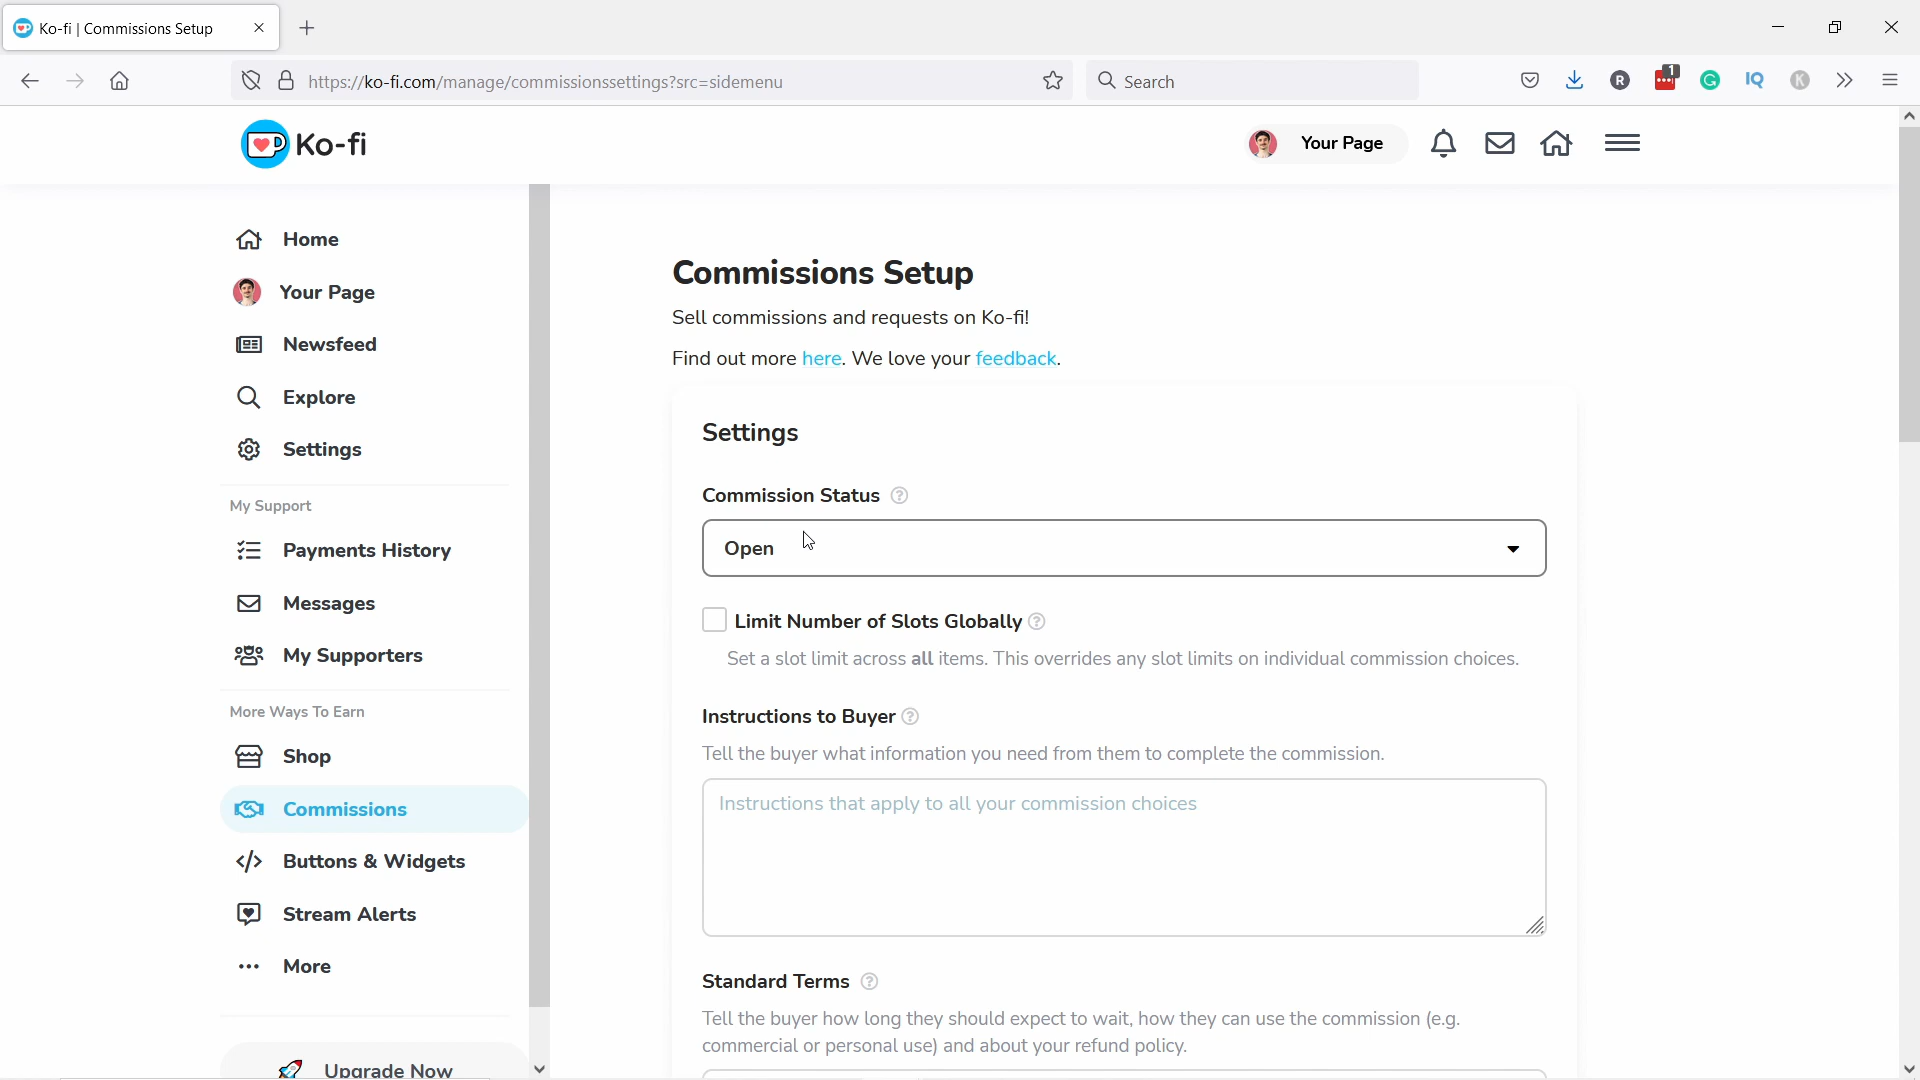 Ko-fi | Commissions Setup
https://ko-fi.com/manage/commissionssettings?src=sidemenu
Search
R
1
G
IQ
K
Ko-fi
Your Page
Home
Your Page
Newsfeed
Explore
Settings
My Support
Payments History
Messages
My Supporters
More Ways To Earn
Shop
Commissions
Buttons & Widgets
Stream Alerts
More
Upgrade Now
Commissions Setup
Sell commissions and requests on Ko-fi!
Find out more here. We love your feedback.
Settings
Commission Status ?
Open
Limit Number of Slots Globally ?
Set a slot limit across all items. This overrides any slot limits on individual commission choices.
Instructions to Buyer ?
Tell the buyer what information you need from them to complete the commission.
Instructions that apply to all your commission choices
Standard Terms ?
Tell the buyer how long they should expect to wait, how they can use the commission (e.g.
commercial or personal use) and about your refund policy.